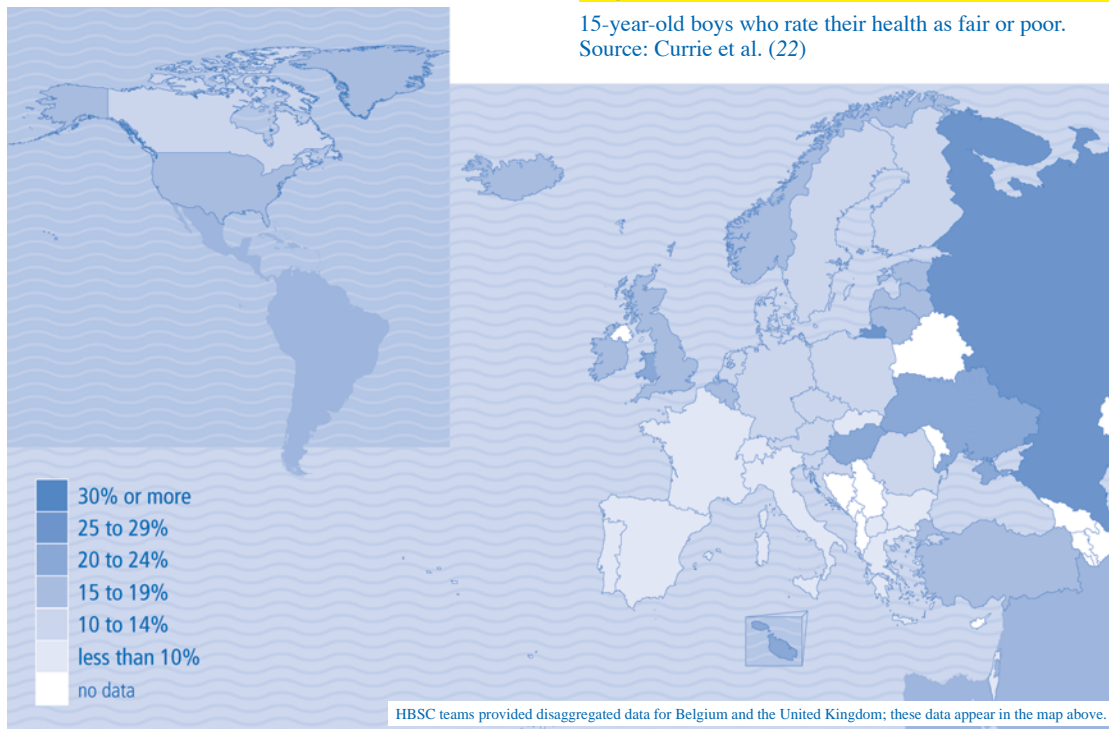 15-year-old boys who rate their health as fair or poor.
Source: Currie et al. (22)
30% or more
25 to 29%
20 to 24%
15 to 19%
10 to 14%
less than 10%
no data
HBSC teams provided disaggregated data for Belgium and the United Kingdom; these data appear in the map above.